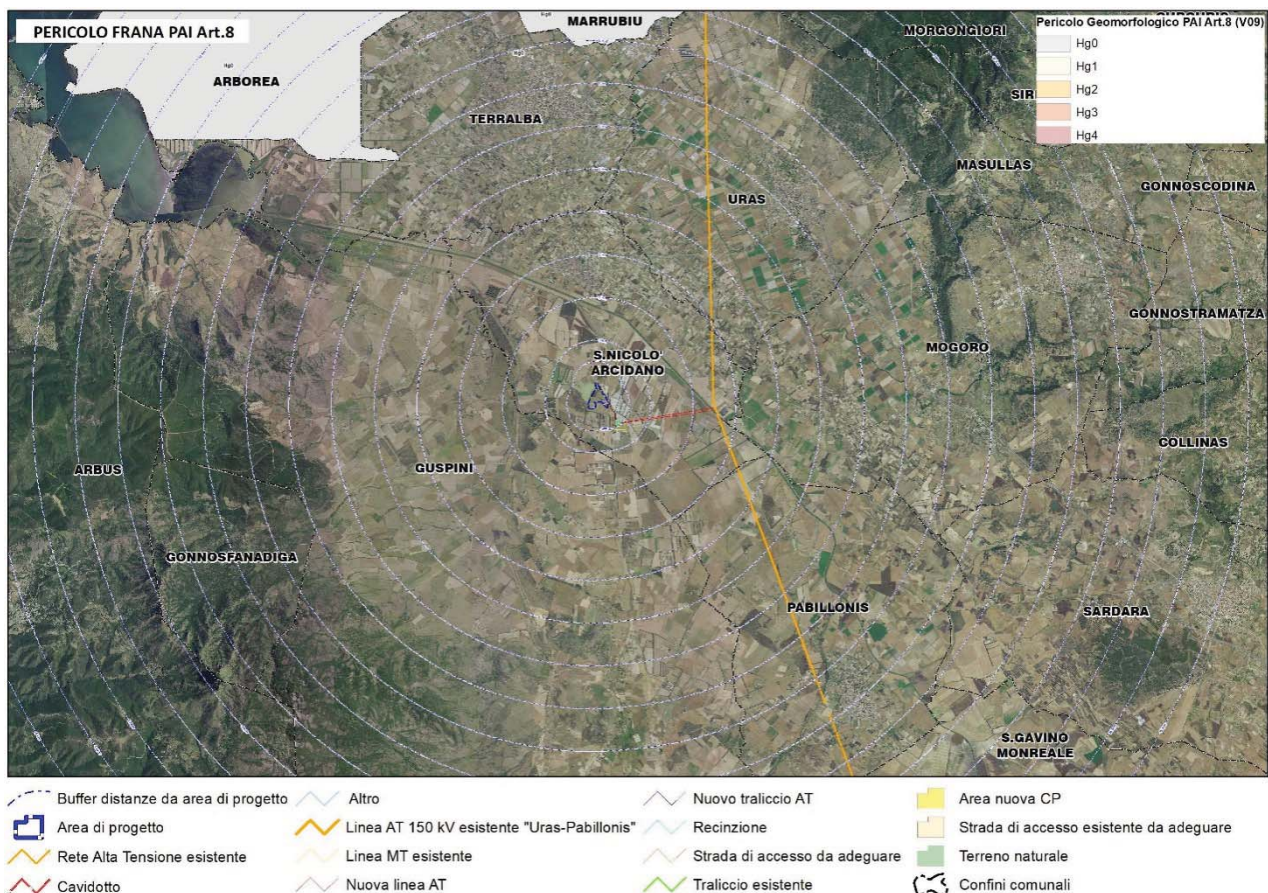 PERICOLO FRANA PAI Art.8
MARRUBIU
MORGONGIORI
Pericolo Geomorfologico PAI Art.8 (V09)
Hg0
Hg1
Hg2
Hg3
Hg4
Hg0
ARBOREA
TERRALBA
MASULLAS
URAS
GONNOSCODINA
GONNOSTRAMATZA
MOGORO
S.NICOLO'
ARCIDANO
COLLINAS
ARBUS
GUSPINI
GONNOSFANADIGA
PABILLONIS
SARDARA
S.GAVINO
MONREALE
Buffer distanze da area di progetto
Altro
Nuovo traliccio AT
Area nuova CP
Area di progetto
Linea AT 150 kV esistente "Uras-Pabillonis"
Recinzione
Strada di accesso esistente da adeguare
Rete Alta Tensione esistente
Linea MT esistente
Strada di accesso da adeguare
Terreno naturale
Cavidotto
Nuova linea AT
Traliccio esistente
Confini comunali